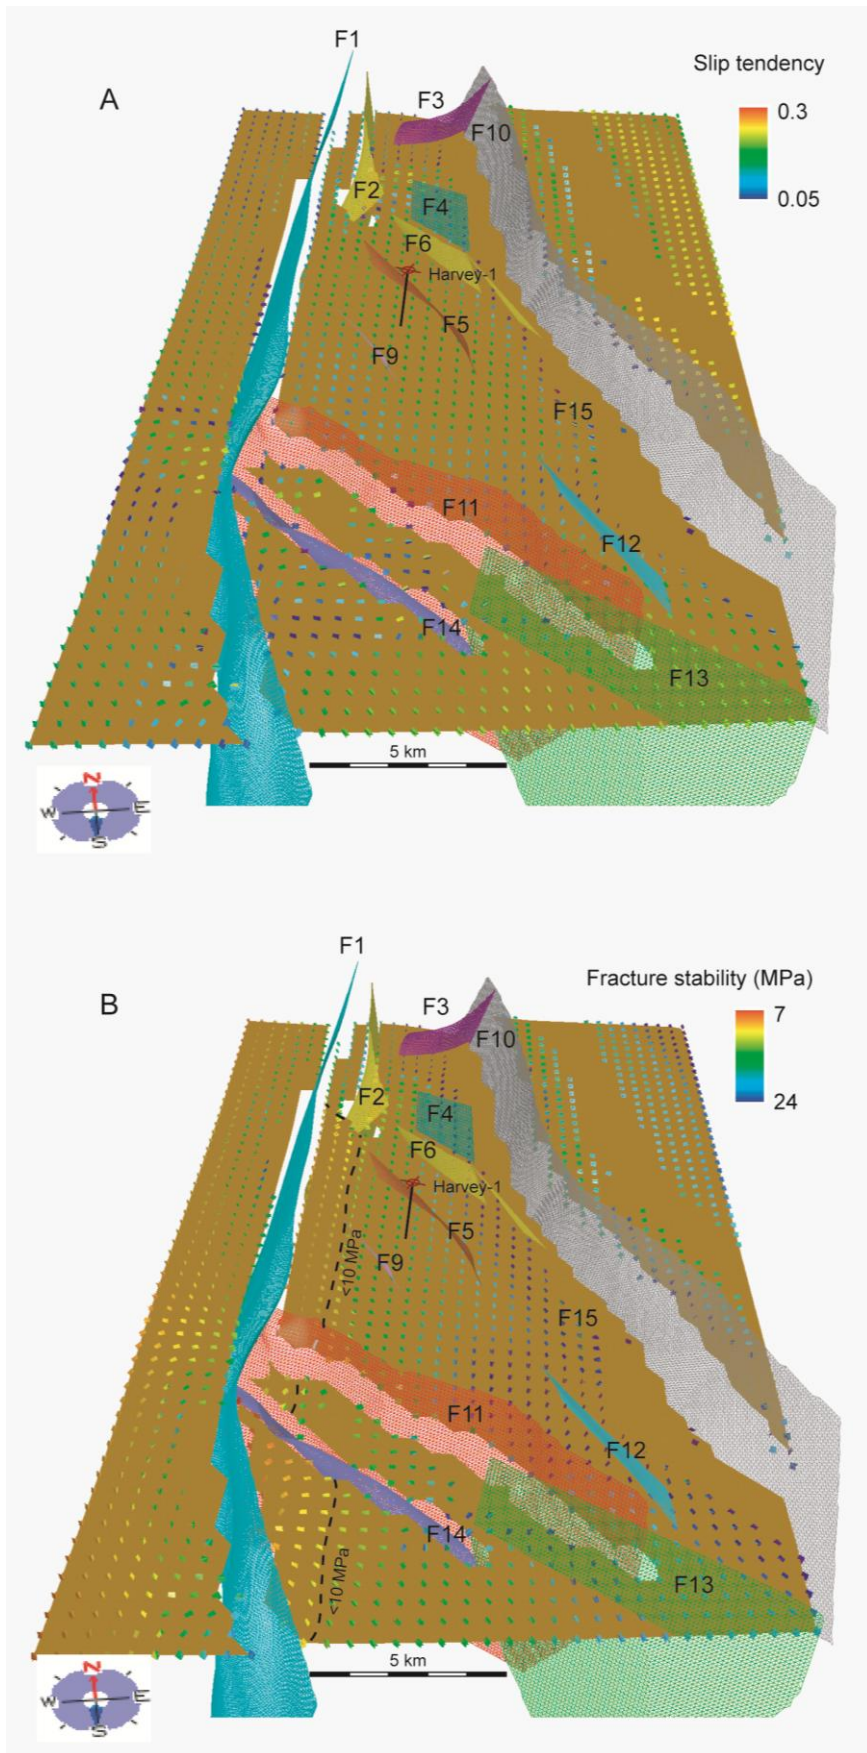 F1
Slip tendency
A
F3
0.3
F10
F2
F4
0.05
F6
Harvey-1
F5
F9
F15
F11
F12
F14
F13
5 km
N
W
E
S
F1
Fracture stability (MPa)
B
F3
7
F10
F2
F4
24
F6
Harvey-1
F5
F9
<10 MPa
F15
F11
F12
F14
F13
<10 MPa
5 km
N
W
E
S